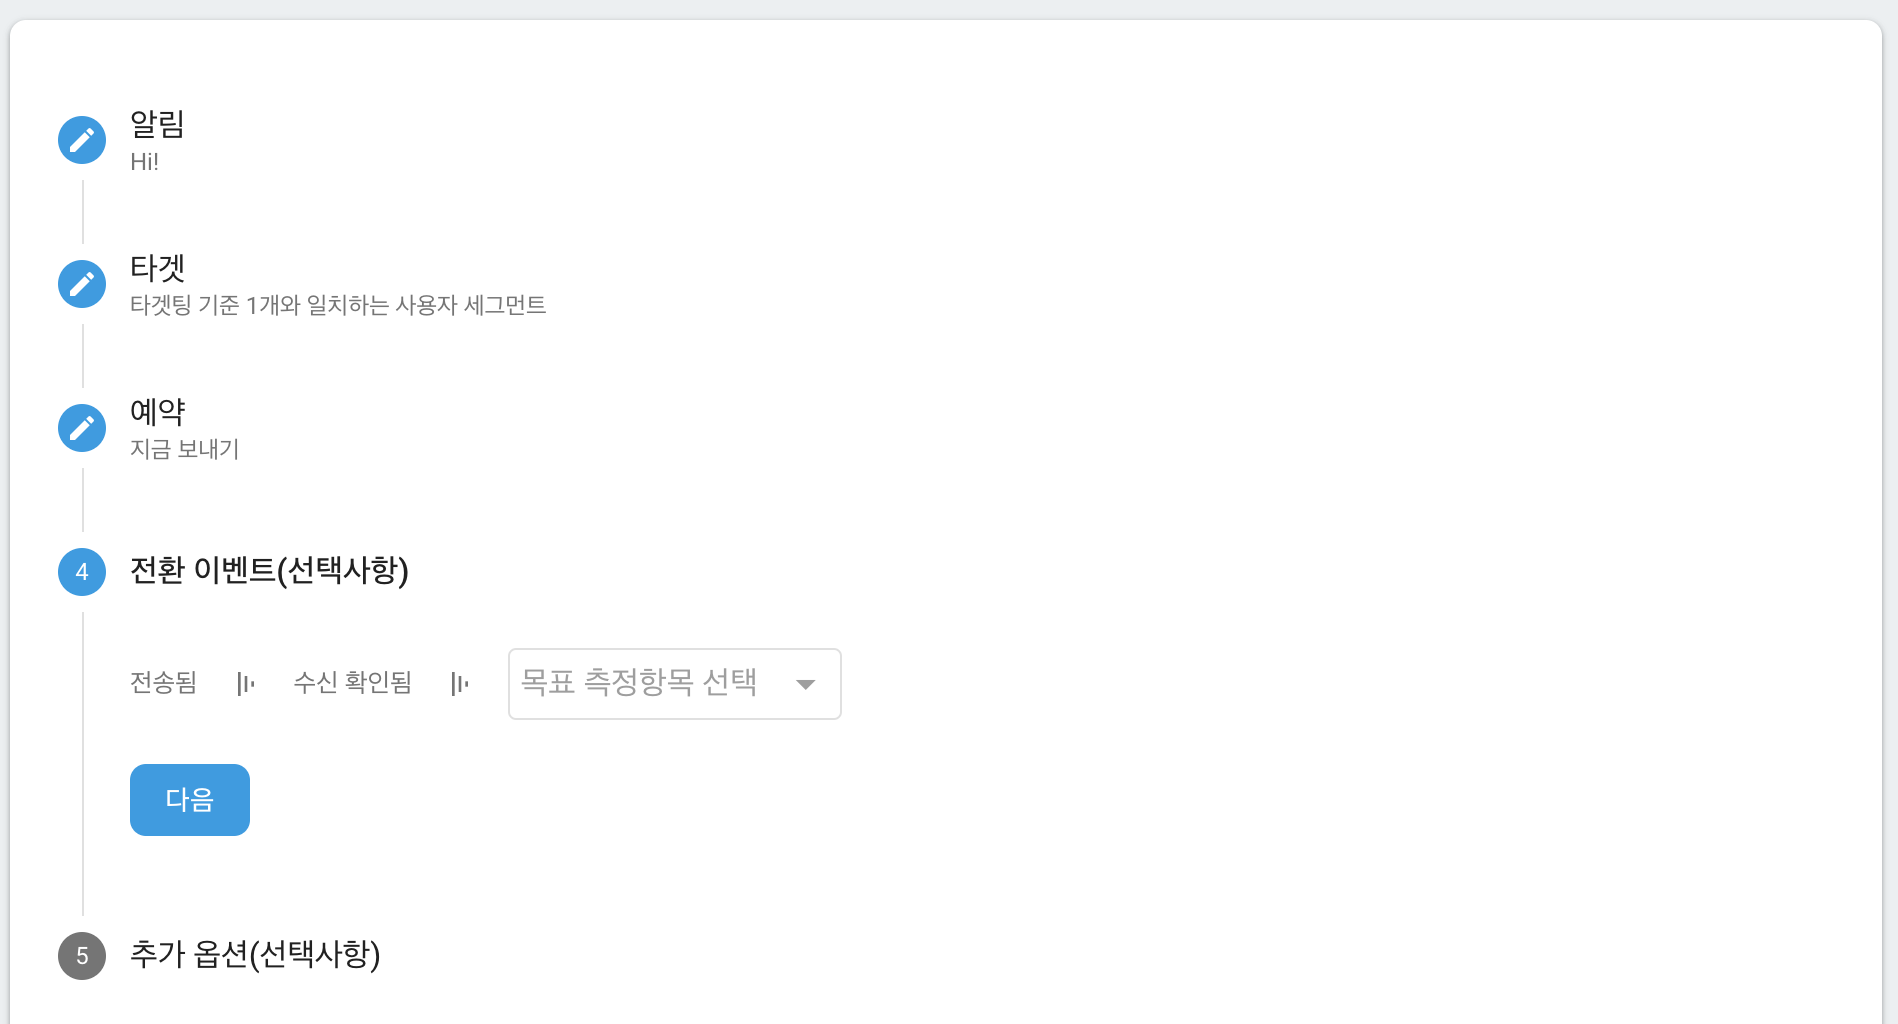 알림
Hi!
타겟
타겟팅 기준 1개와 일치하는 사용자 세그먼트
예약
지금 보내기
4 전환 이벤트(선택사항)
전송됨 수신 확인됨 목표 측정항목 선택
다음
5 추가 옵션(선택사항)